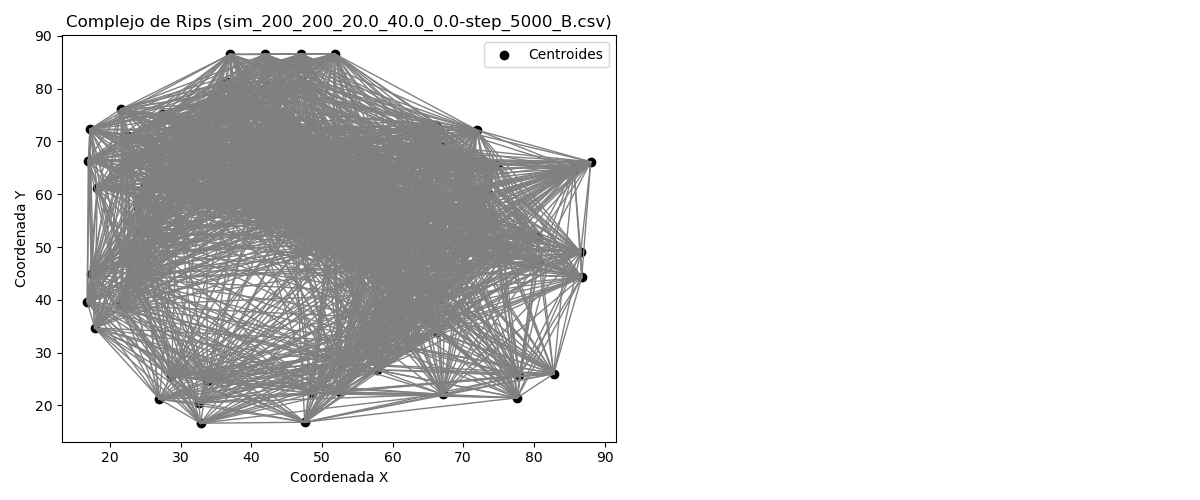 Complejo de Rips (sim_200_200_20.0_40.0_0.0-step_5000_B.csv)
Centroides
90
80
70
60
50
40
30
20
Coordenada Y
20 30 40 50 60 70 80 90
Coordenada X